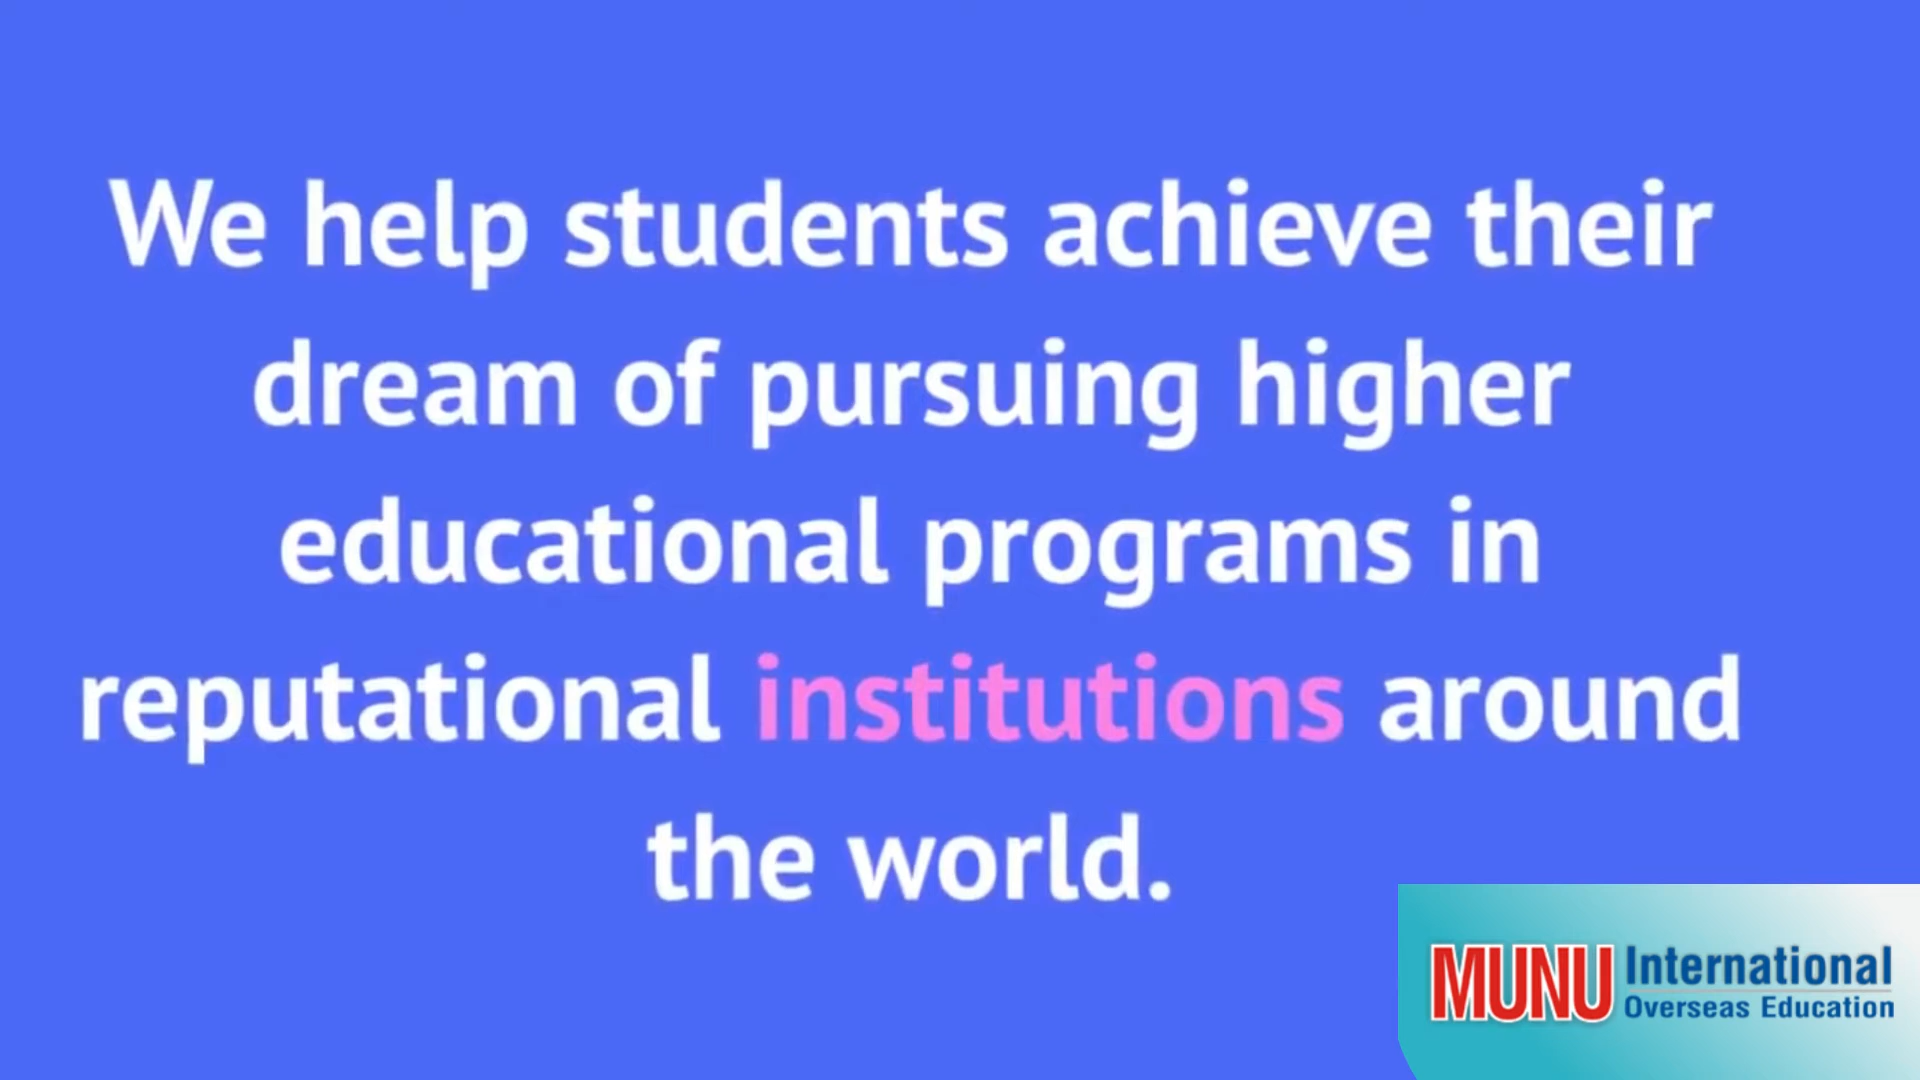 We help students achieve their
dream of pursuing higher
educational programs in
reputational institutions around
the world.
MUNU International
Overseas Education